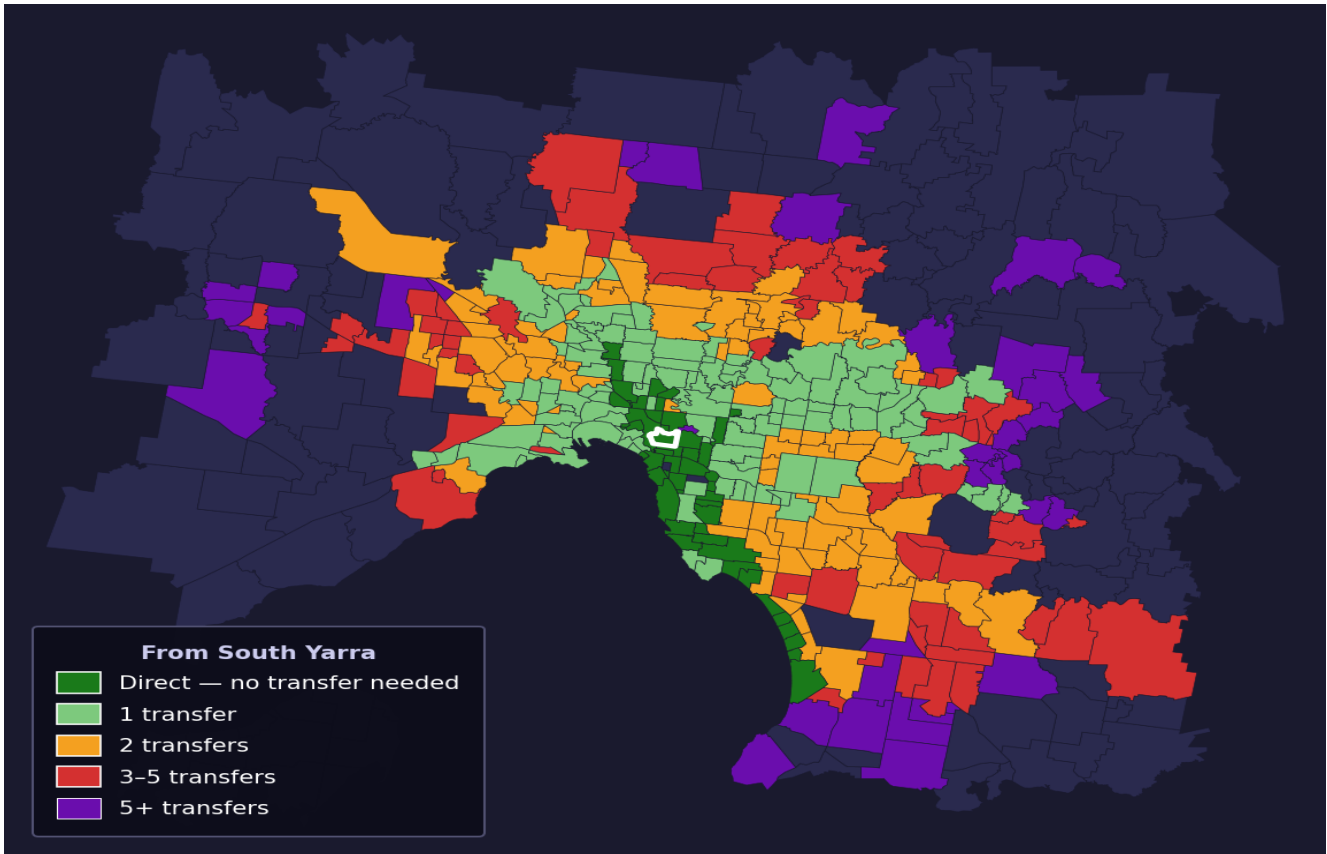 From South Yarra
Direct — no transfer needed
1 transfer
2 transfers
3–5 transfers
5+ transfers